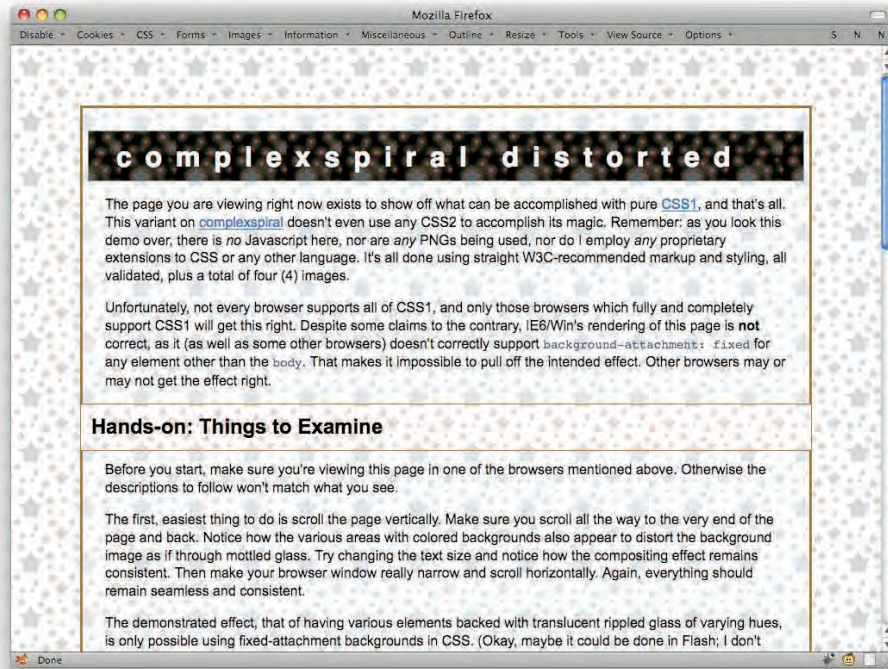 Mozilla Firefox
Disable Cookies CSS Forms Images Information Miscellaneous Outline Resize Tools View Source Options S N N
complexspiral distorted
The page you are viewing right now exists to show off what can be accomplished with pure CSS1, and that's all.
This variant on complexspiral doesn't even use any CSS2 to accomplish its magic. Remember: as you look this
demo over, there is no Javascript here, nor are any PNGs being used, nor do I employ any proprietary
extensions to CSS or any other language. It's all done using straight W3C-recommended markup and styling, all
validated, plus a total of four (4) images.
Unfortunately, not every browser supports all of CSS1, and only those browsers which fully and completely
support CSS1 will get this right. Despite some claims to the contrary, IE6/Win's rendering of this page is not
correct, as it (as well as some other browsers) doesn't correctly support background-attachment: fixed for
any element other than the body. That makes it impossible to pull off the intended effect. Other browsers may or
may not get the effect right.
Hands-on: Things to Examine
Before you start, make sure you're viewing this page in one of the browsers mentioned above. Otherwise the
descriptions to follow won't match what you see.
The first, easiest thing to do is scroll the page vertically. Make sure you scroll all the way to the very end of the
page and back. Notice how the various areas with colored backgrounds also appear to distort the background
image as if through mottled glass. Try changing the text size and notice how the compositing effect remains
consistent. Then make your browser window really narrow and scroll horizontally. Again, everything should
remain seamless and consistent.
The demonstrated effect, that of having various elements backed with translucent rippled glass of varying hues,
is only possible using fixed-attachment backgrounds in CSS. (Okay, maybe it could be done in Flash; I don't
Done